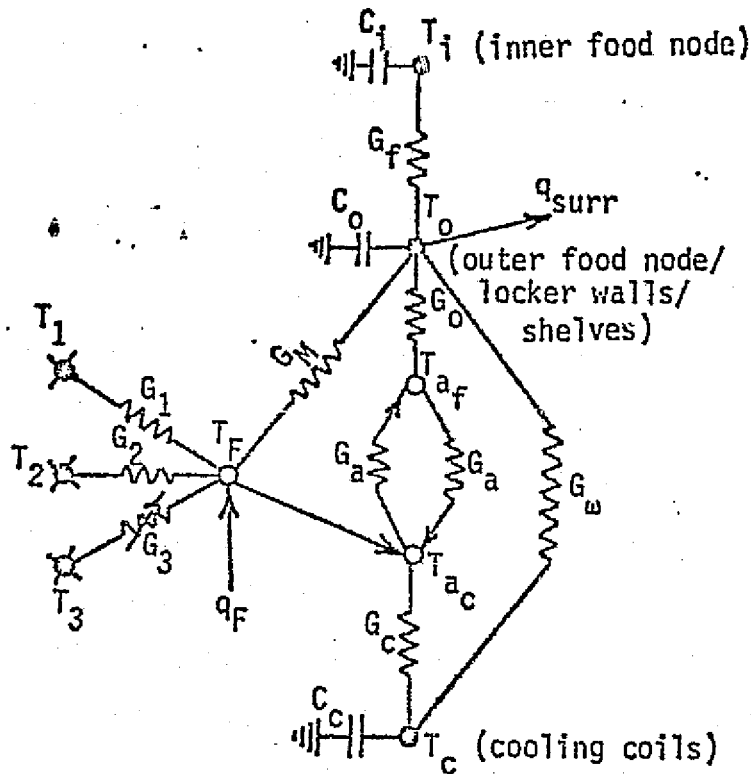 C_i
T_i (inner food node)
G_f
q_surr
C_o
T_o
(outer food node/
locker walls/
shelves)
G_o
T_1
G_M
T_a_f
G_1
T_F
G_2
T_2
G_a
G_a
G_ω
G_3
T_3
q_F
T_a_c
G_c
C_c
T_c (cooling coils)